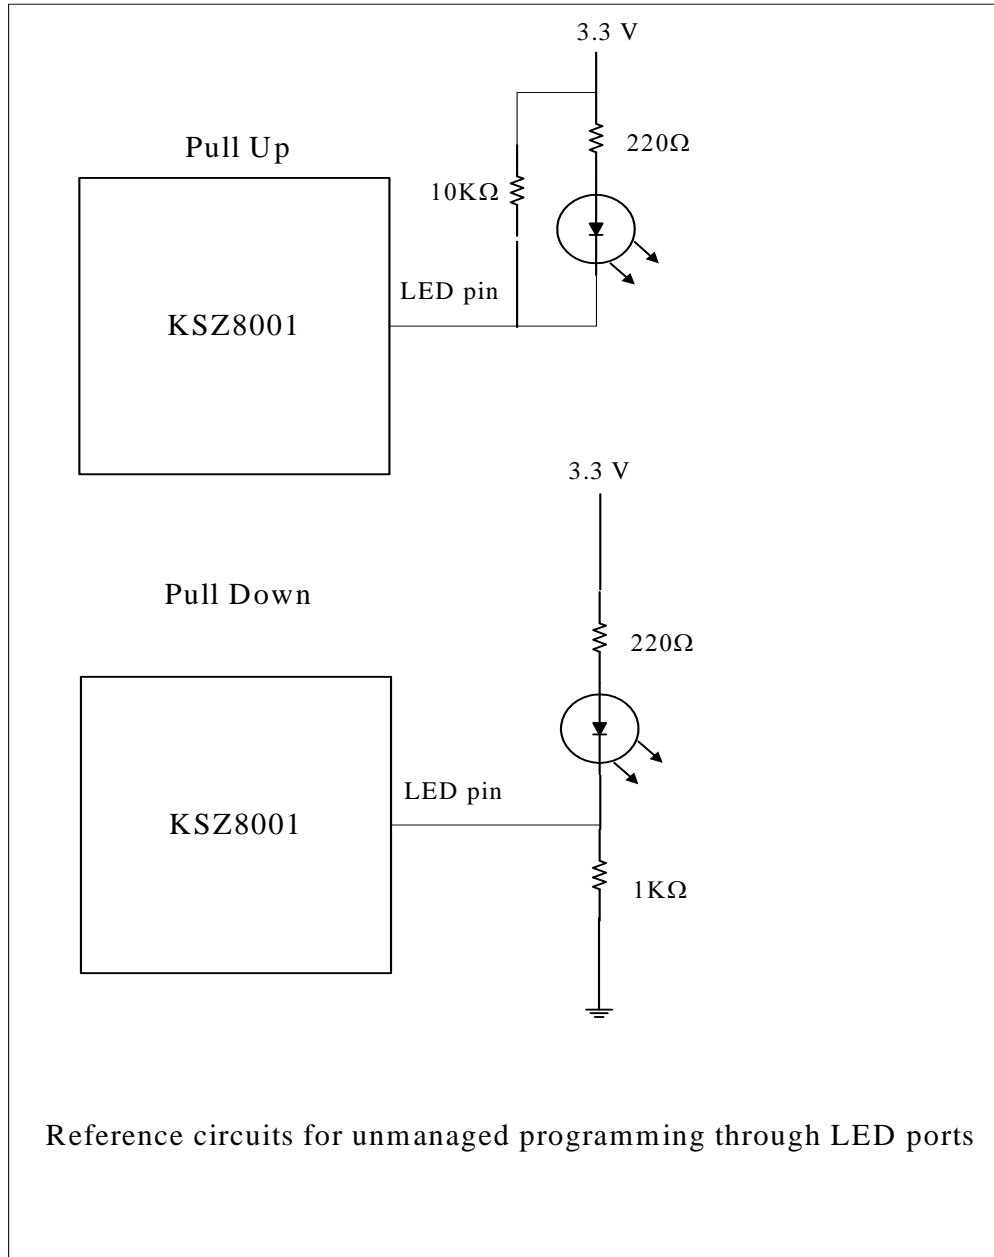 3.3 V
220Ω
Pull Up
10KΩ
LED pin
KSZ8001
3.3 V
Pull Down
220Ω
LED pin
KSZ8001
1KΩ
Reference circuits for unmanaged programming through LED ports